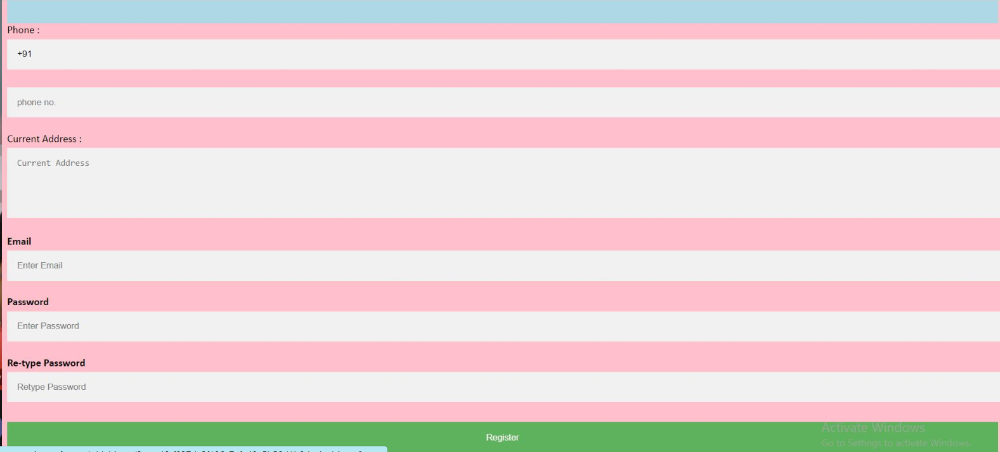 Phone :
+91
phone no.
Current Address :
Current Address
Email
Enter Email
Password
Enter Password
Re-type Password
Retype Password
Register
Activate Windows
Go to Settings to activate Windows.